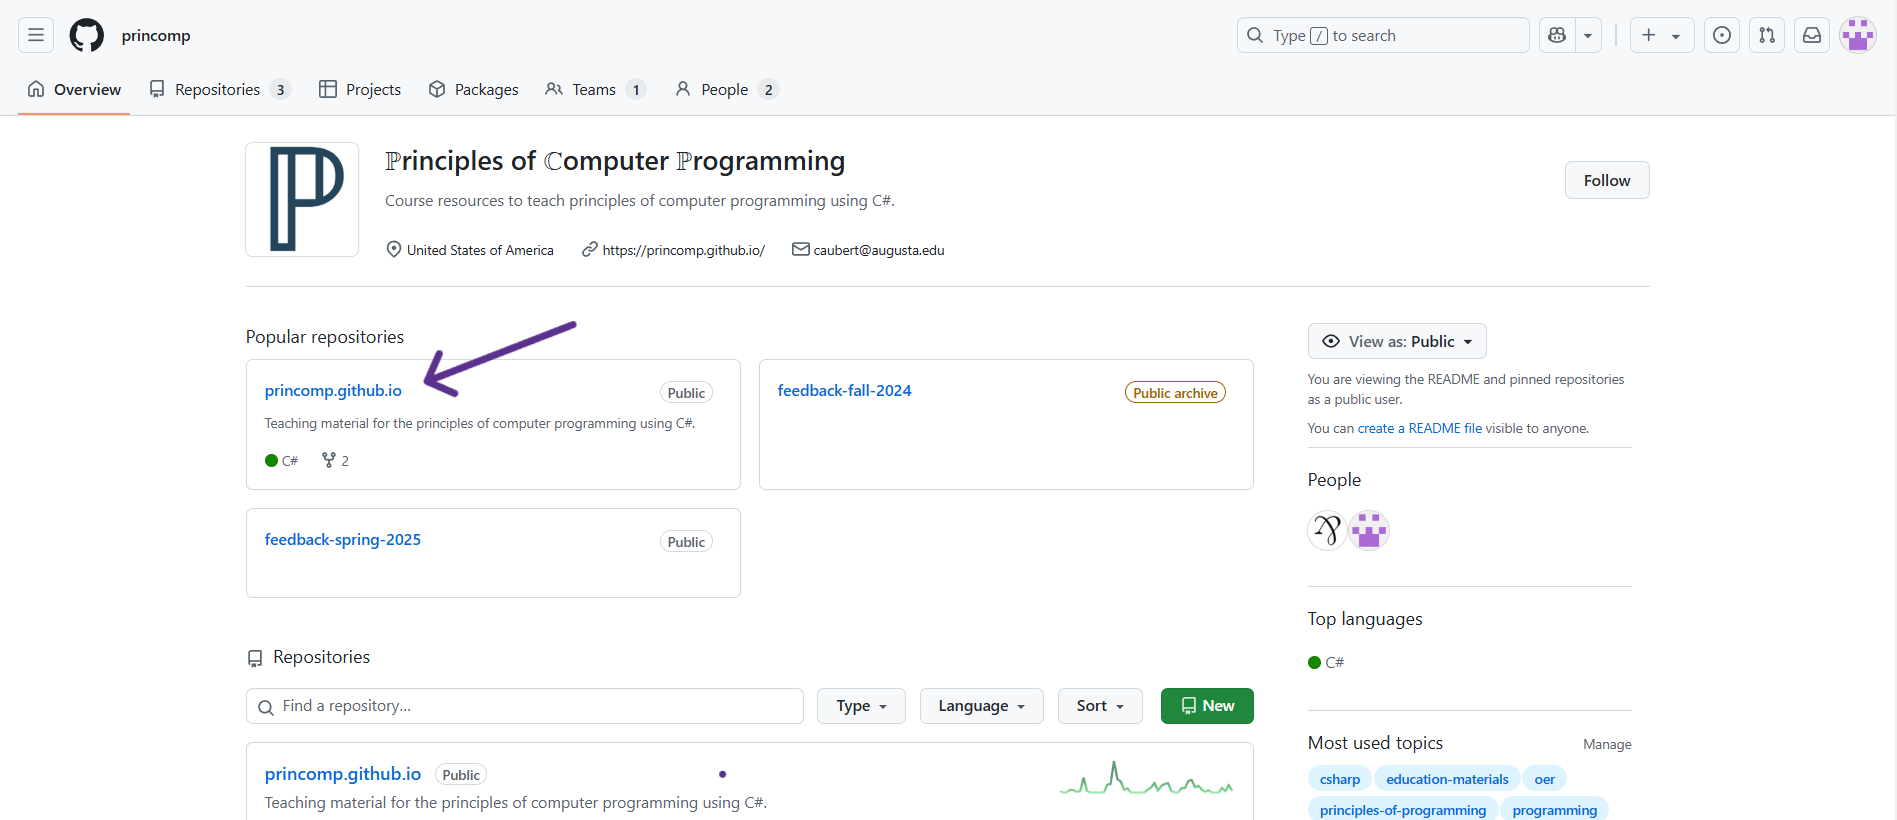 princomp
Type / to search
Overview
Repositories 3
Projects
Packages
Teams 1
People 2
ℙrinciples of ℂomputer ℙrogramming
Course resources to teach principles of computer programming using C#.
Follow
United States of America
https://princomp.github.io/
caubert@augusta.edu
Popular repositories
princomp.github.io
Public
Teaching material for the principles of computer programming using C#.
C# 2
feedback-fall-2024
Public archive
feedback-spring-2025
Public
View as: Public
You are viewing the README and pinned repositories
as a public user.
You can create a README file visible to anyone.
People
Top languages
C#
Most used topics
Manage
csharp education-materials oer
principles-of-programming programming
Repositories
Find a repository...
Type
Language
Sort
New
princomp.github.io Public
Teaching material for the principles of computer programming using C#.